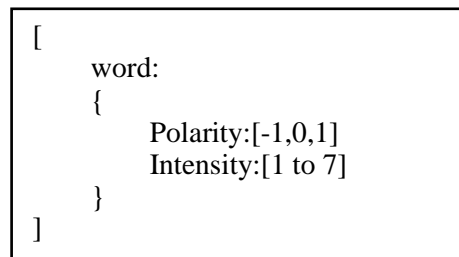 [
word:
{
Polarity:[-1,0,1]
Intensity:[1 to 7]
}
]